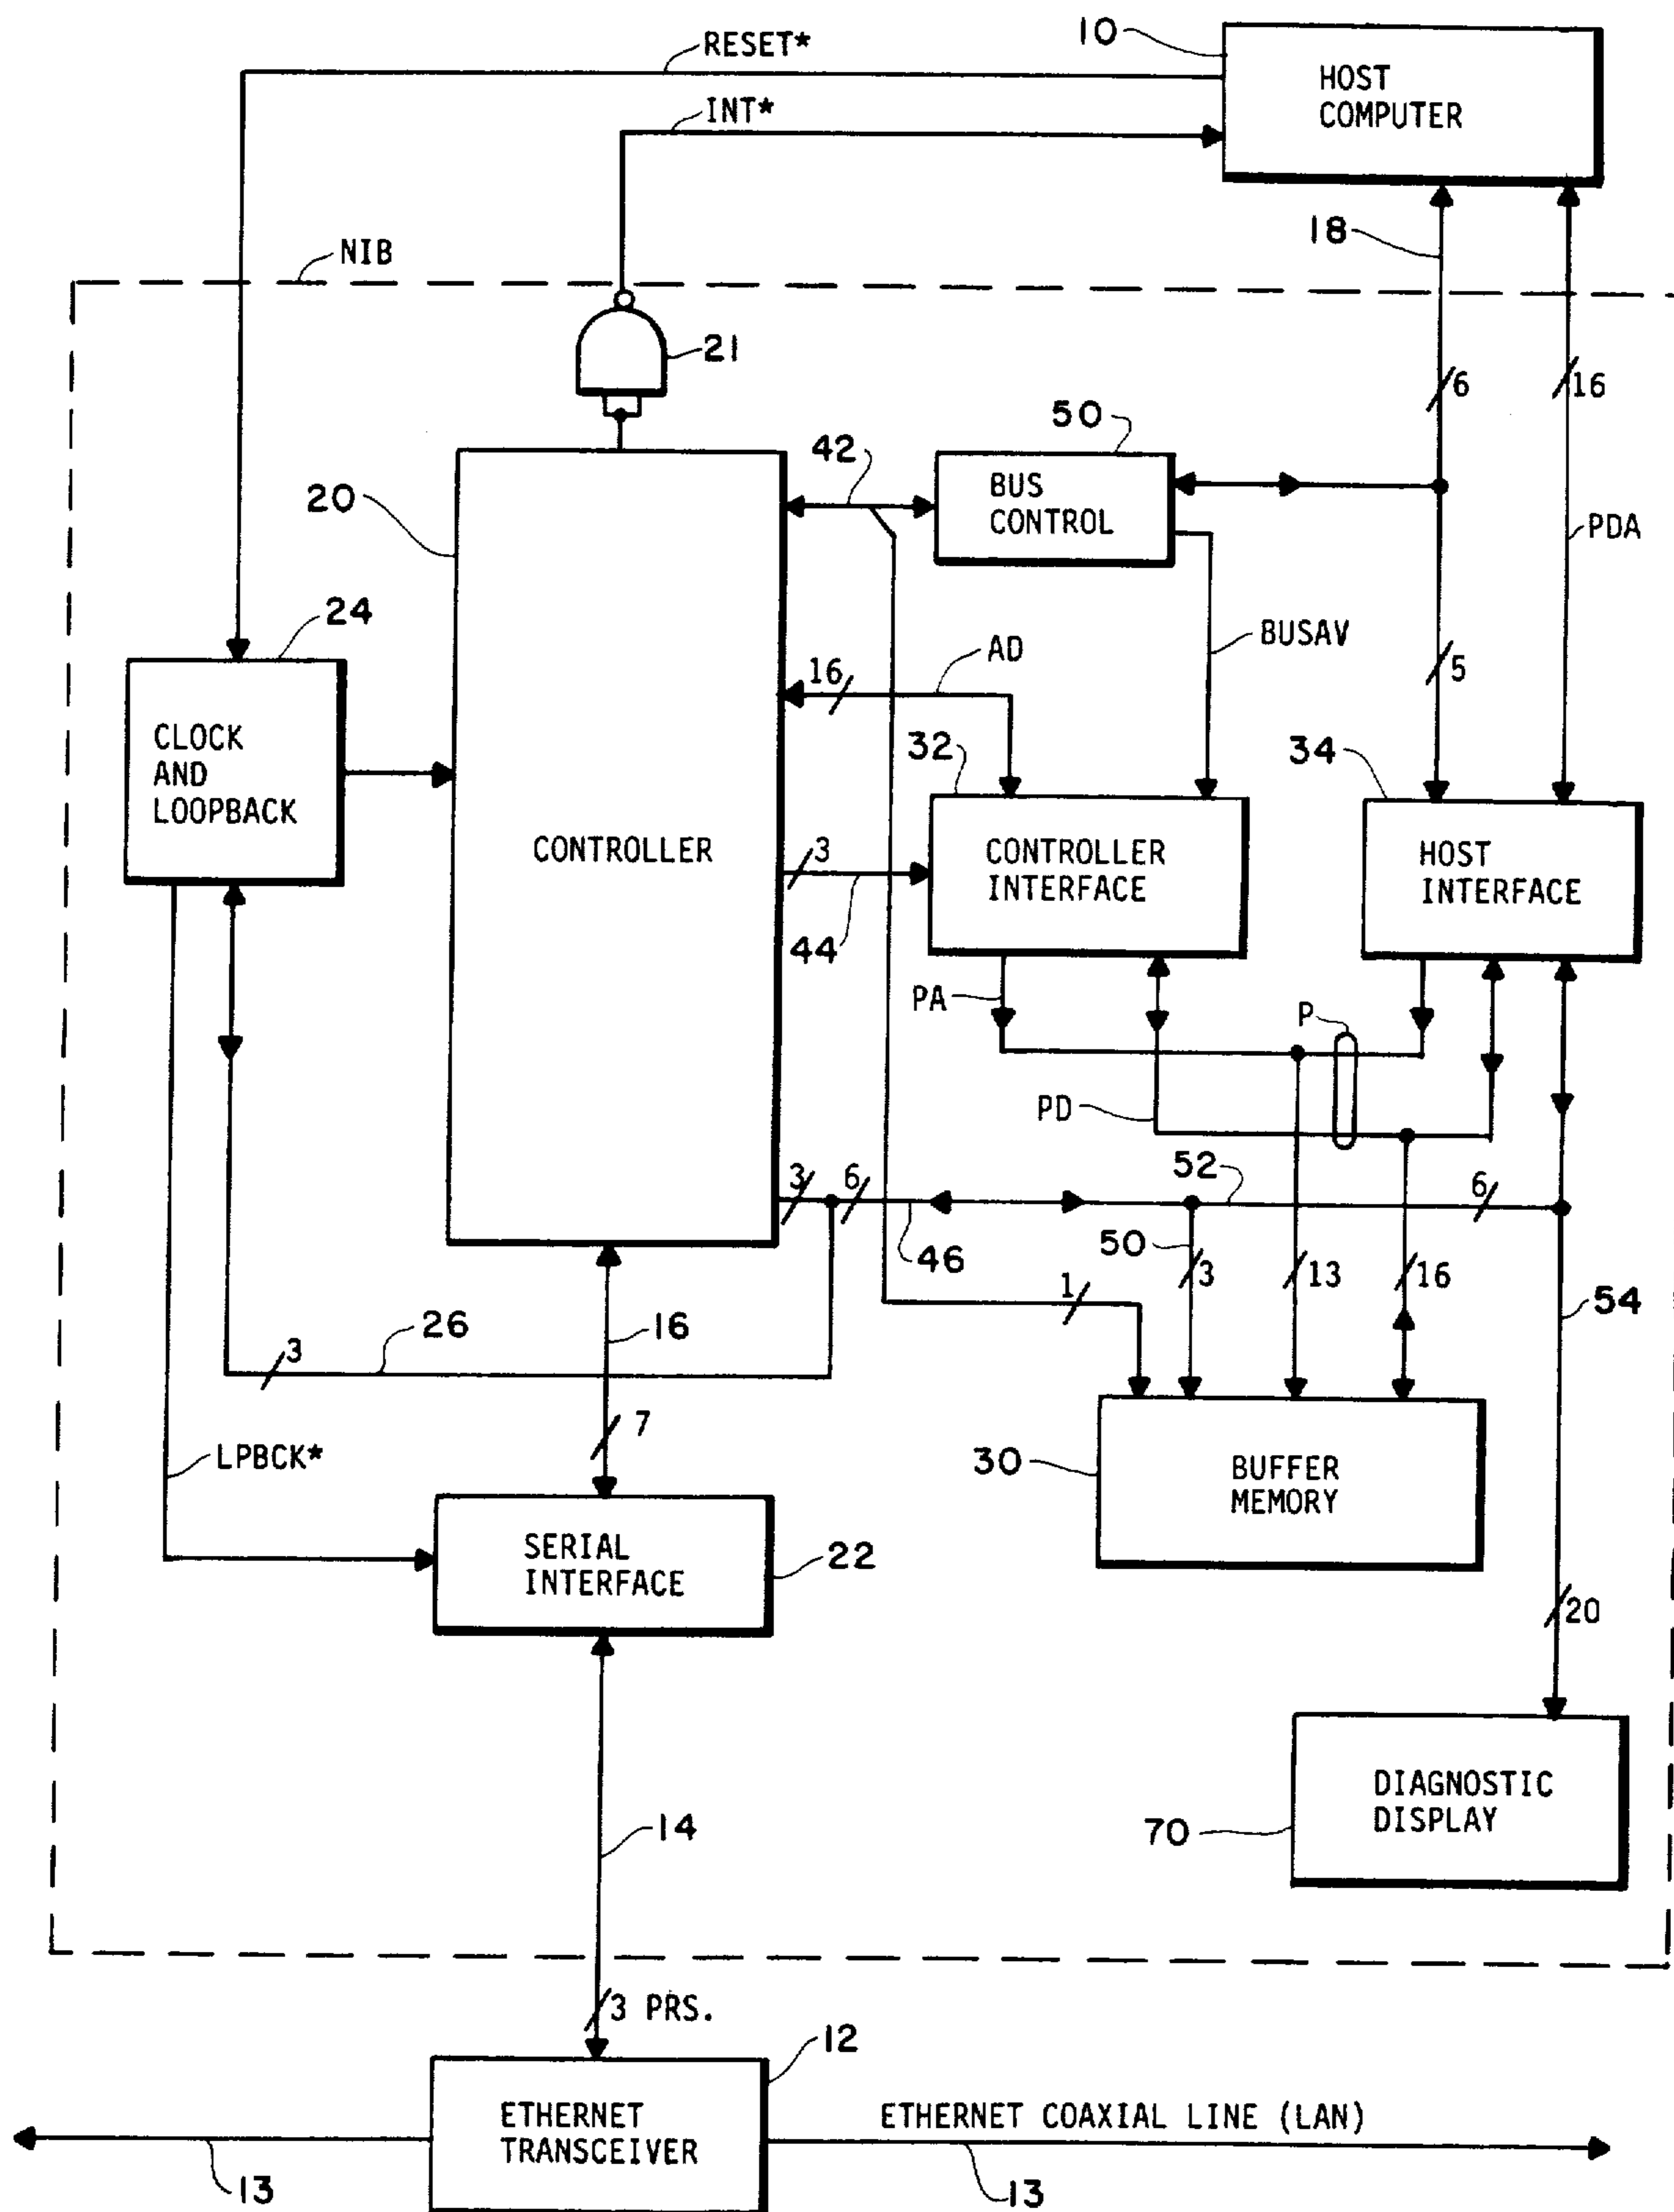 RESET*
10
HOST
COMPUTER
INT*
18
NIB
21
6
16
50
42
BUS
CONTROL
20
PDA
24
BUSAV
AD
5
16
32
34
CLOCK
AND
LOOPBACK
CONTROLLER
3
CONTROLLER
INTERFACE
HOST
INTERFACE
44
PA
P
PD
52
3
6
6
50
46
3
13
16
1
54
16
26
3
7
LPBCK*
30
BUFFER
MEMORY
SERIAL
INTERFACE
22
20
14
DIAGNOSTIC
DISPLAY
70
3 PRS.
12
ETHERNET
TRANSCEIVER
ETHERNET COAXIAL LINE (LAN)
13
13